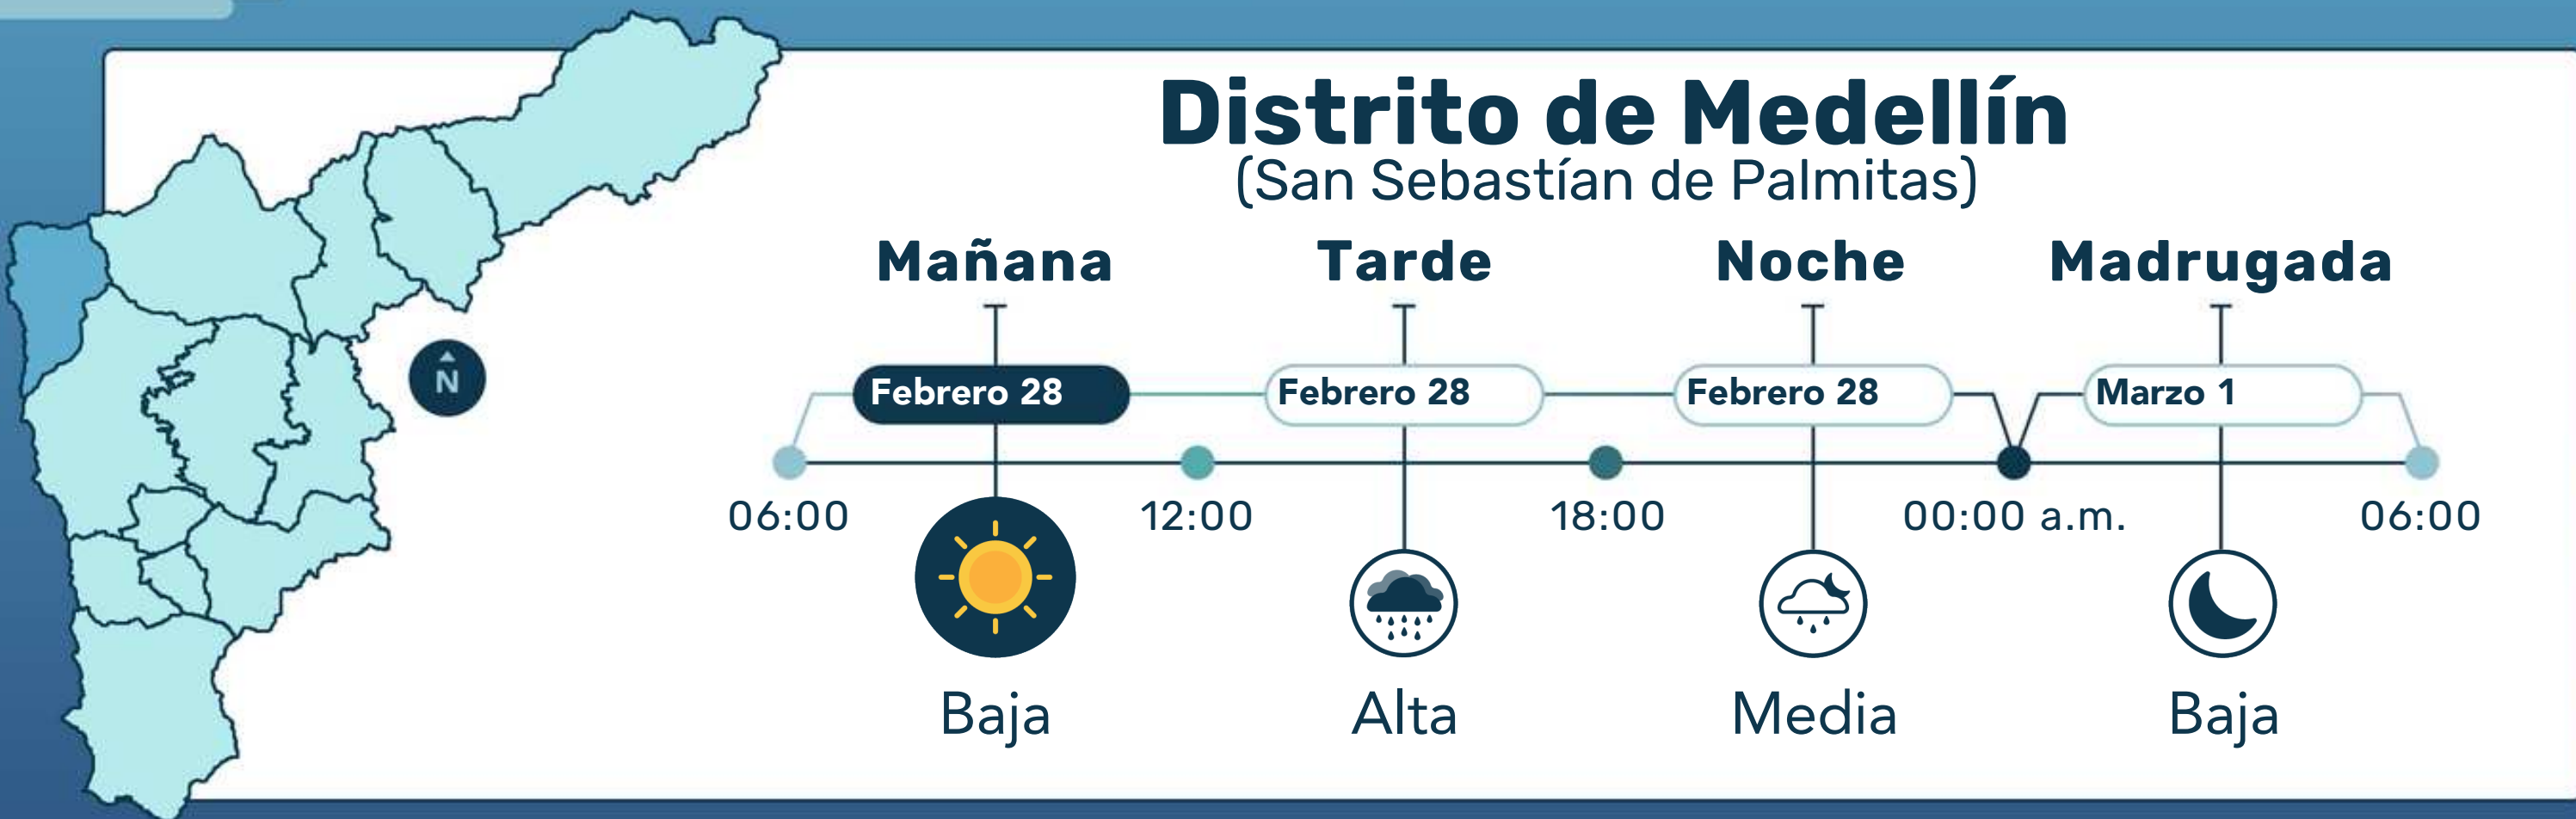 Distrito de Medellín
(San Sebastían de Palmitas)
Mañana Tarde Noche Madrugada
Febrero 28 Febrero 28 Febrero 28 Marzo 1
N
06:00 12:00 18:00 00:00 a.m. 06:00
Baja Alta Media Baja